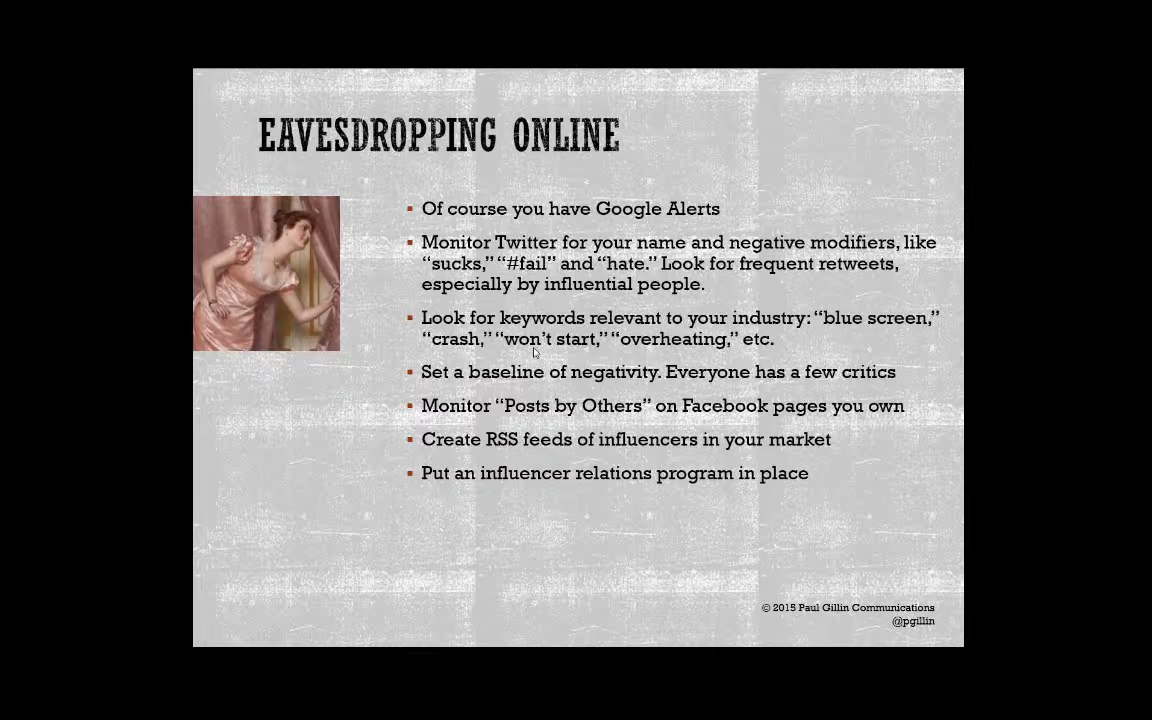 EAVESDROPPING ONLINE
▪ Of course you have Google Alerts
▪ Monitor Twitter for your name and negative modifiers, like
“sucks,” “#fail” and “hate.” Look for frequent retweets,
especially by influential people.
▪ Look for keywords relevant to your industry: “blue screen,”
“crash,” “won’t start,” “overheating,” etc.
▪ Set a baseline of negativity. Everyone has a few critics
▪ Monitor “Posts by Others” on Facebook pages you own
▪ Create RSS feeds of influencers in your market
▪ Put an influencer relations program in place
© 2015 Paul Gillin Communications
@pgillin